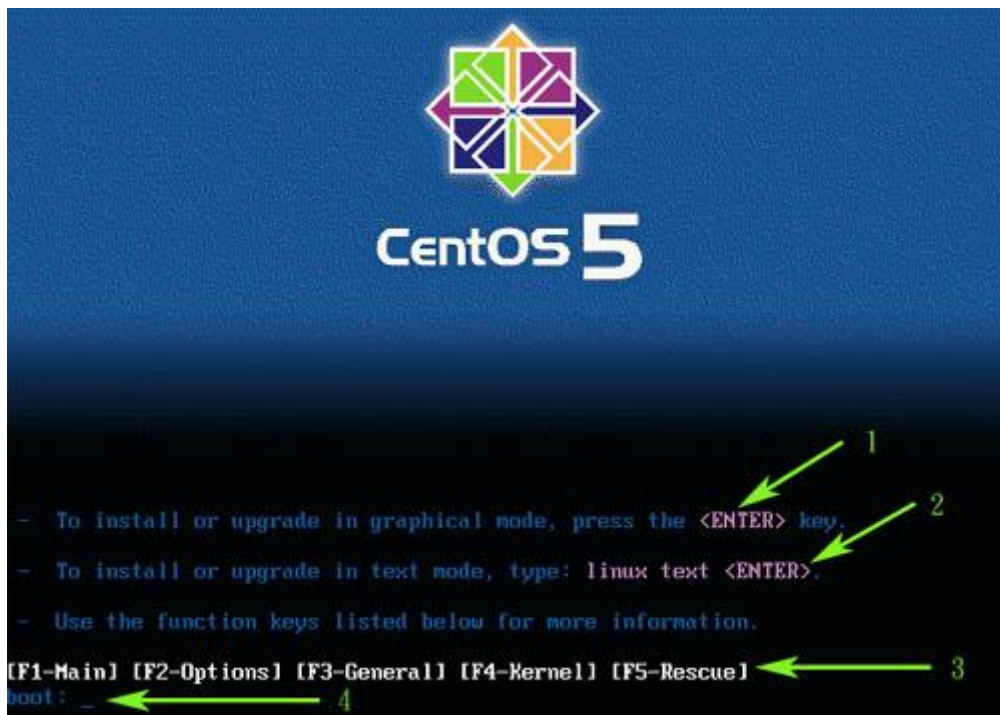 CentOS 5
1
- To install or upgrade in graphical mode, press the <ENTER> key.
2
- To install or upgrade in text mode, type: linux text <ENTER>.
- Use the function keys listed below for more information.
[F1-Main] [F2-Options] [F3-General] [F4-Kernel] [F5-Rescue]
3
boot: _
4